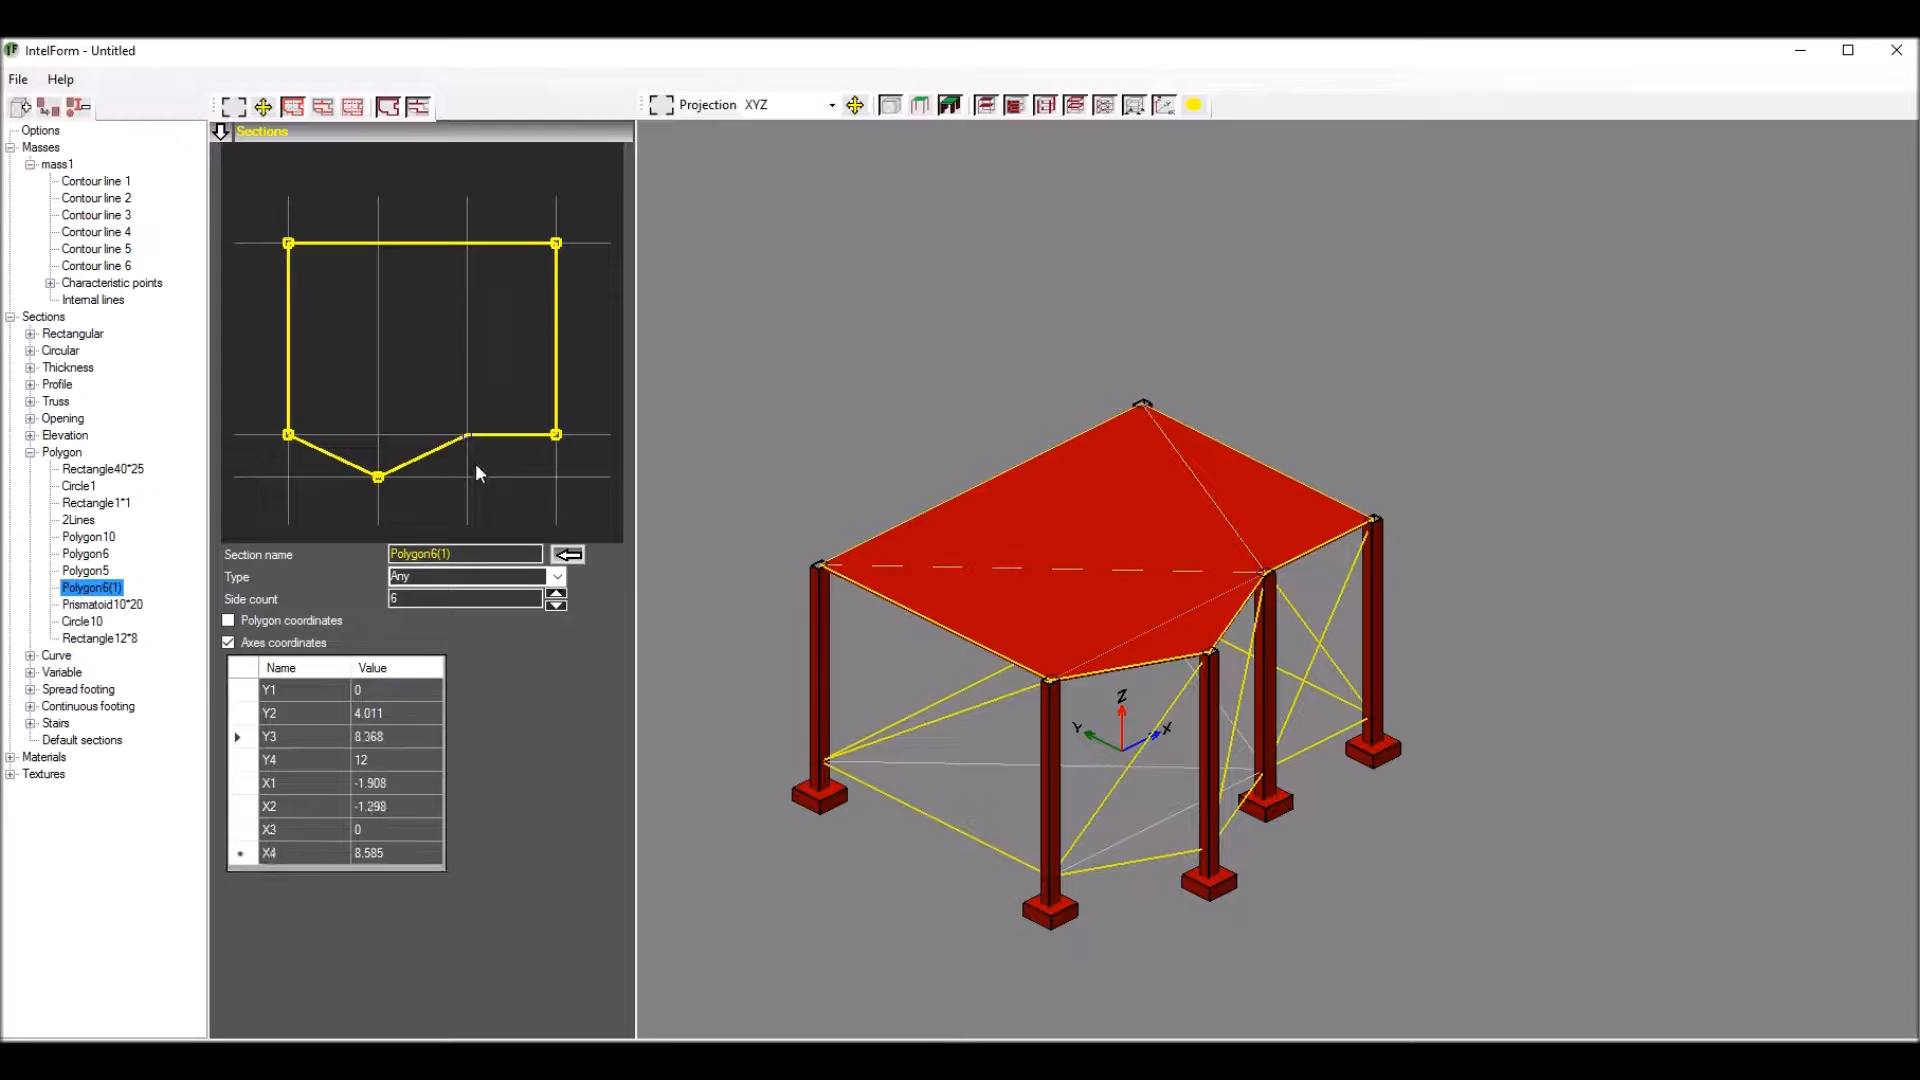 IntelForm - Untitled
File Help
Projection XYZ
Options
Masses
mass1
Contour line 1
Contour line 2
Contour line 3
Contour line 4
Contour line 5
Contour line 6
Characteristic points
Internal lines
Sections
Rectangular
Circular
Thickness
Profile
Truss
Opening
Elevation
Polygon
Rectangle40*25
Circle1
Rectangle1*1
2Lines
Polygon10
Polygon6
Polygon5
Polygon6(1)
Prismatoid10*20
Circle10
Rectangle12*8
Curve
Variable
Spread footing
Continuous footing
Stairs
Default sections
Materials
Textures
Sections
Section name Polygon6(1)
Type Any
Side count 6
Polygon coordinates
Axes coordinates
Name Value
Y1 0
Y2 4.011
Y3 8.368
Y4 12
X1 -1.908
X2 -1.298
X3 0
X4 8.585
Z
Y X